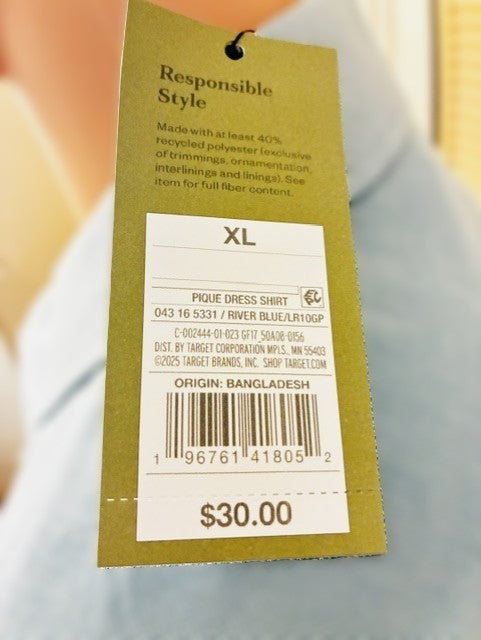 Responsible
Style
Made with at least 40%
recycled polyester (exclusive
of trimmings, ornamentation,
interlinings and linings). See
item for full fiber content.
XL
PIQUE DRESS SHIRT
043 16 5331 / RIVER BLUE/LR10GP
C-002444-01-023 GF17_50A08-0156
DIST. BY TARGET CORPORATION MPLS., MN 55403
©2025 TARGET BRANDS, INC. SHOP TARGET.COM
ORIGIN: BANGLADESH
1 96761 41805 2
$30.00